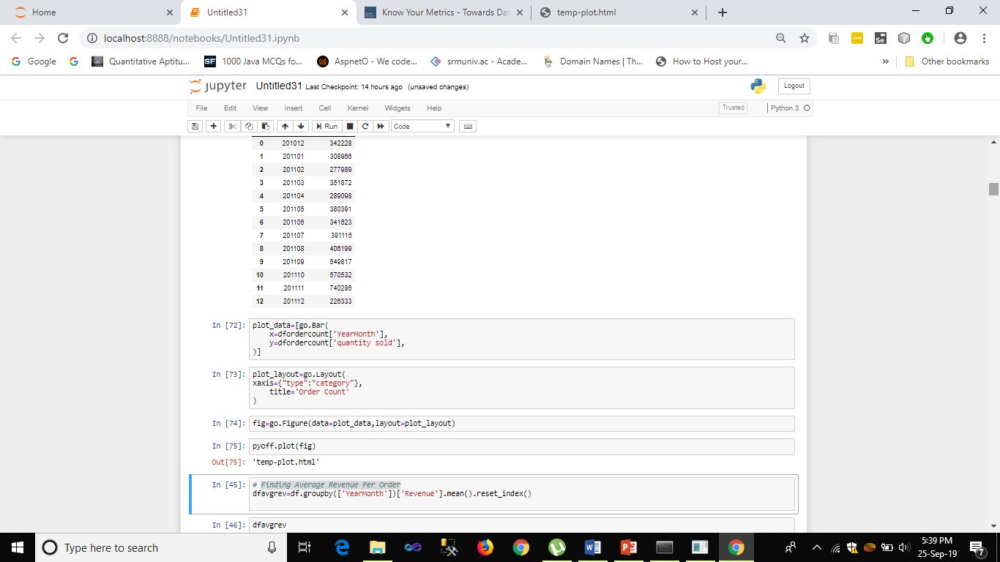 Home
Untitled31
Know Your Metrics - Towards Dat
temp-plot.html
localhost:8888/notebooks/Untitled31.ipynb
Google
Quantitative Aptitu...
SF 1000 Java MCQs fo...
AspnetO - We code...
srmuniv.ac - Acade...
Domain Names | Th...
How to Host your...
»
Other bookmarks
jupyter Untitled31 Last Checkpoint: 14 hours ago (unsaved changes)
Logout
File Edit View Insert Cell Kernel Widgets Help
Trusted
Python 3
Run
Code
0 201012 342228
1 201101 308966
2 201102 277989
3 201103 351872
4 201104 289098
5 201105 380391
6 201106 341623
7 201107 391116
8 201108 406199
9 201109 549817
10 201110 570532
11 201111 740286
12 201112 226333
In [72]: plot_data=[go.Bar(
x=dfordercount['YearMonth'],
y=dfordercount['quantity sold'],
)]
In [73]: plot_layout=go.Layout(
xaxis={"type":"category"},
title='Order Count'
)
In [74]: fig=go.Figure(data=plot_data,layout=plot_layout)
In [75]: pyoff.plot(fig)
Out[75]: 'temp-plot.html'
In [45]: # Finding Average Revenue Per Order
dfavgrev=df.groupby(['YearMonth'])['Revenue'].mean().reset_index()
In [46]: dfavgrev
Type here to search
5:39 PM
25-Sep-19
7